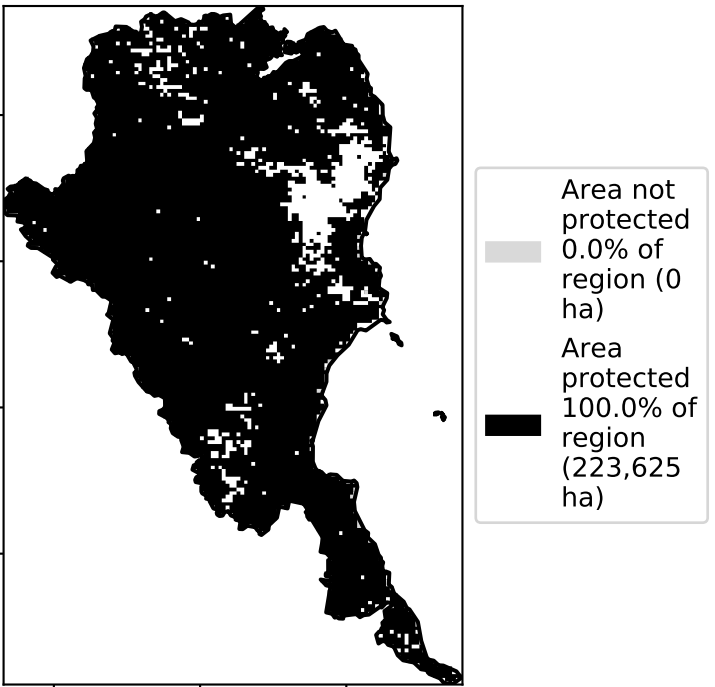 Area not
protected
0.0% of
region (0
ha)
Area
protected
100.0% of
region
(223,625
ha)